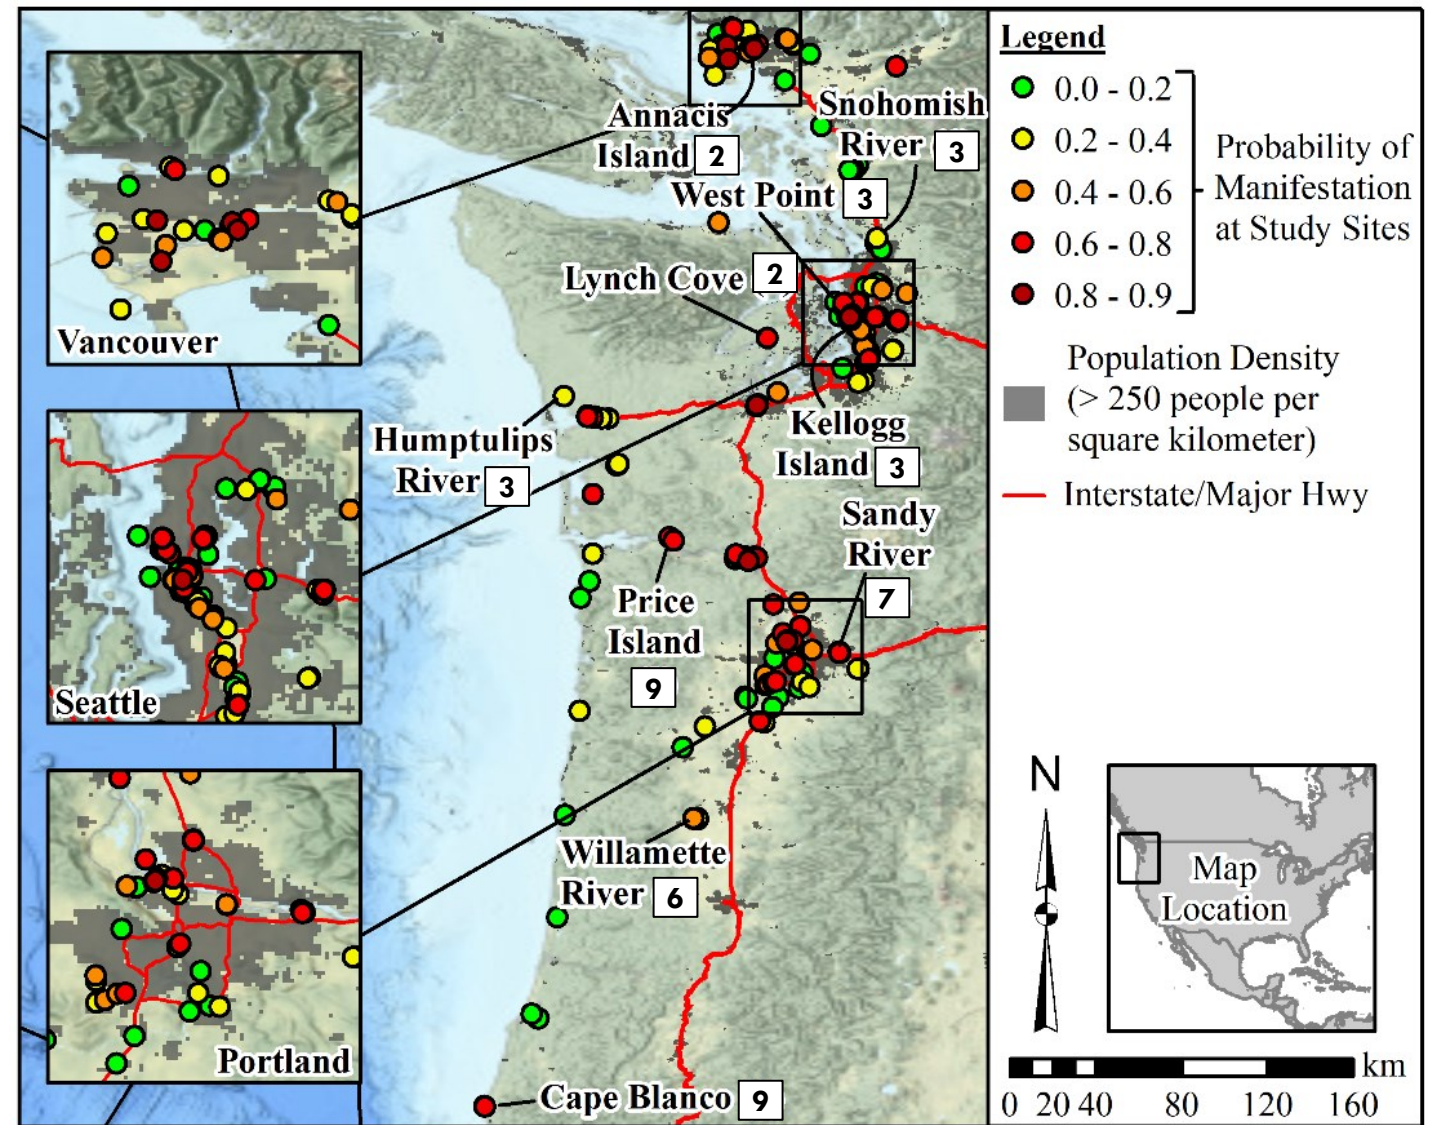 Vancouver
Seattle
Portland
Annacis
Island 2
Snohomish
River 3
West Point 3
Lynch Cove 2
Humptulips
River 3
Kellogg
Island 3
Sandy
River
7
Price
Island
9
Willamette
River 6
Cape Blanco 9
Legend
0.0 - 0.2
0.2 - 0.4
0.4 - 0.6
0.6 - 0.8
0.8 - 0.9
Probability of
Manifestation
at Study Sites
Population Density
(> 250 people per
square kilometer)
Interstate/Major Hwy
N
Map
Location
km
0 20 40 80 120 160